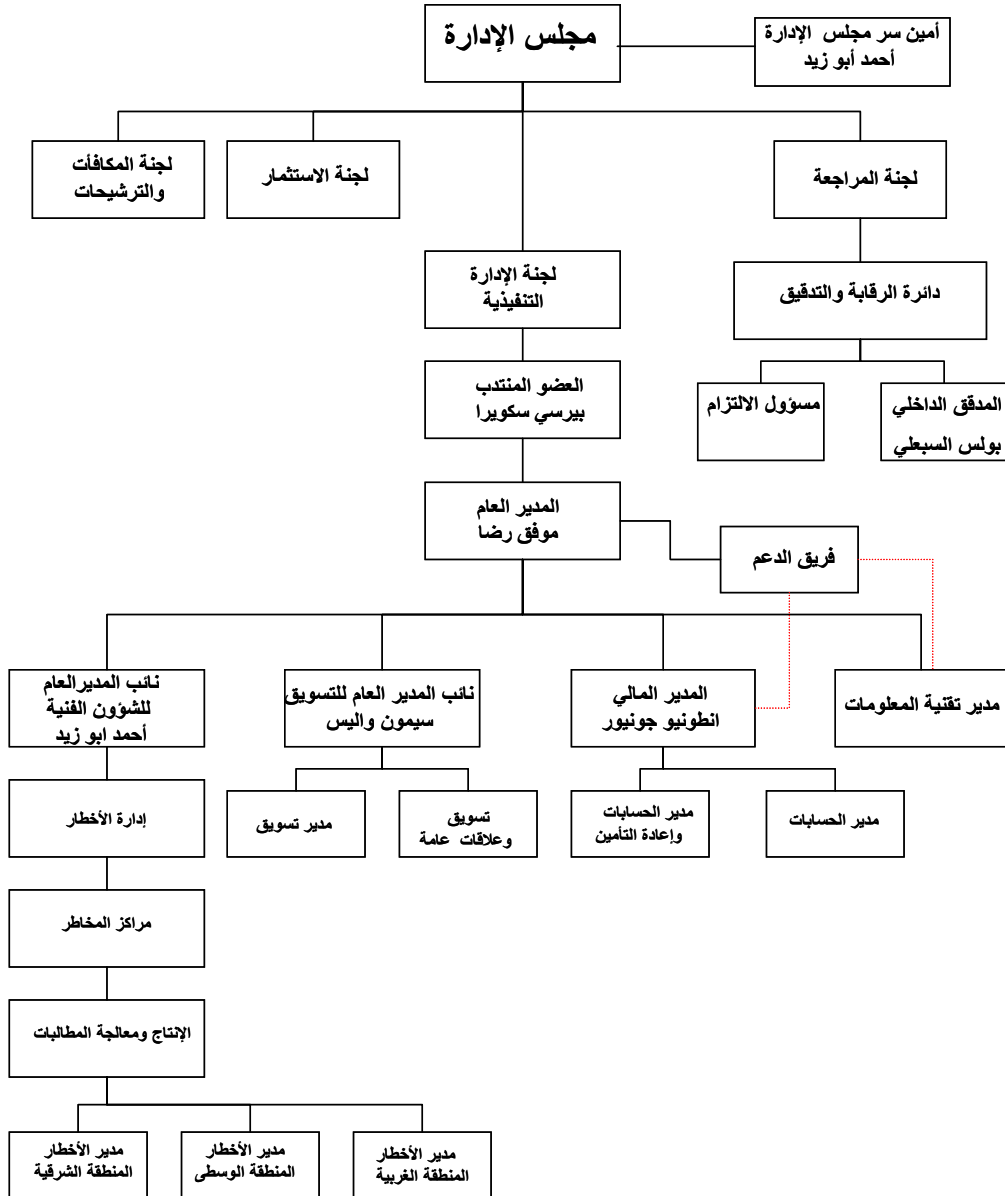 مجلس الإدارة
أمين سر مجلس الإدارة
أحمد أبو زيد
لجنة المراجعة
لجنة الاستثمار
لجنة المكافأت
والترشيحات
لجنة الإدارة
التنفيذية
دائرة الرقابة والتدقيق
المدقق الداخلي
بولس السبعلي
مسؤول الالتزام
العضو المنتدب
بيرسي سكويرا
المدير العام
موفق رضا
فريق الدعم
مدير تقنية المعلومات
المدير المالي
انطونيو جونيور
نائب المدير العام للتسويق
سيمون واليس
نائب المديرالعام
للشؤون الفنية
أحمد ابو زيد
مدير الحسابات
مدير الحسابات
وإعادة التأمين
تسويق
وعلاقات عامة
مدير تسويق
إدارة الأخطار
مراكز المخاطر
الإنتاج ومعالجة المطالبات
مدير الأخطار
المنطقة الغربية
مدير الأخطار
المنطقة الوسطى
مدير الأخطار
المنطقة الشرقية